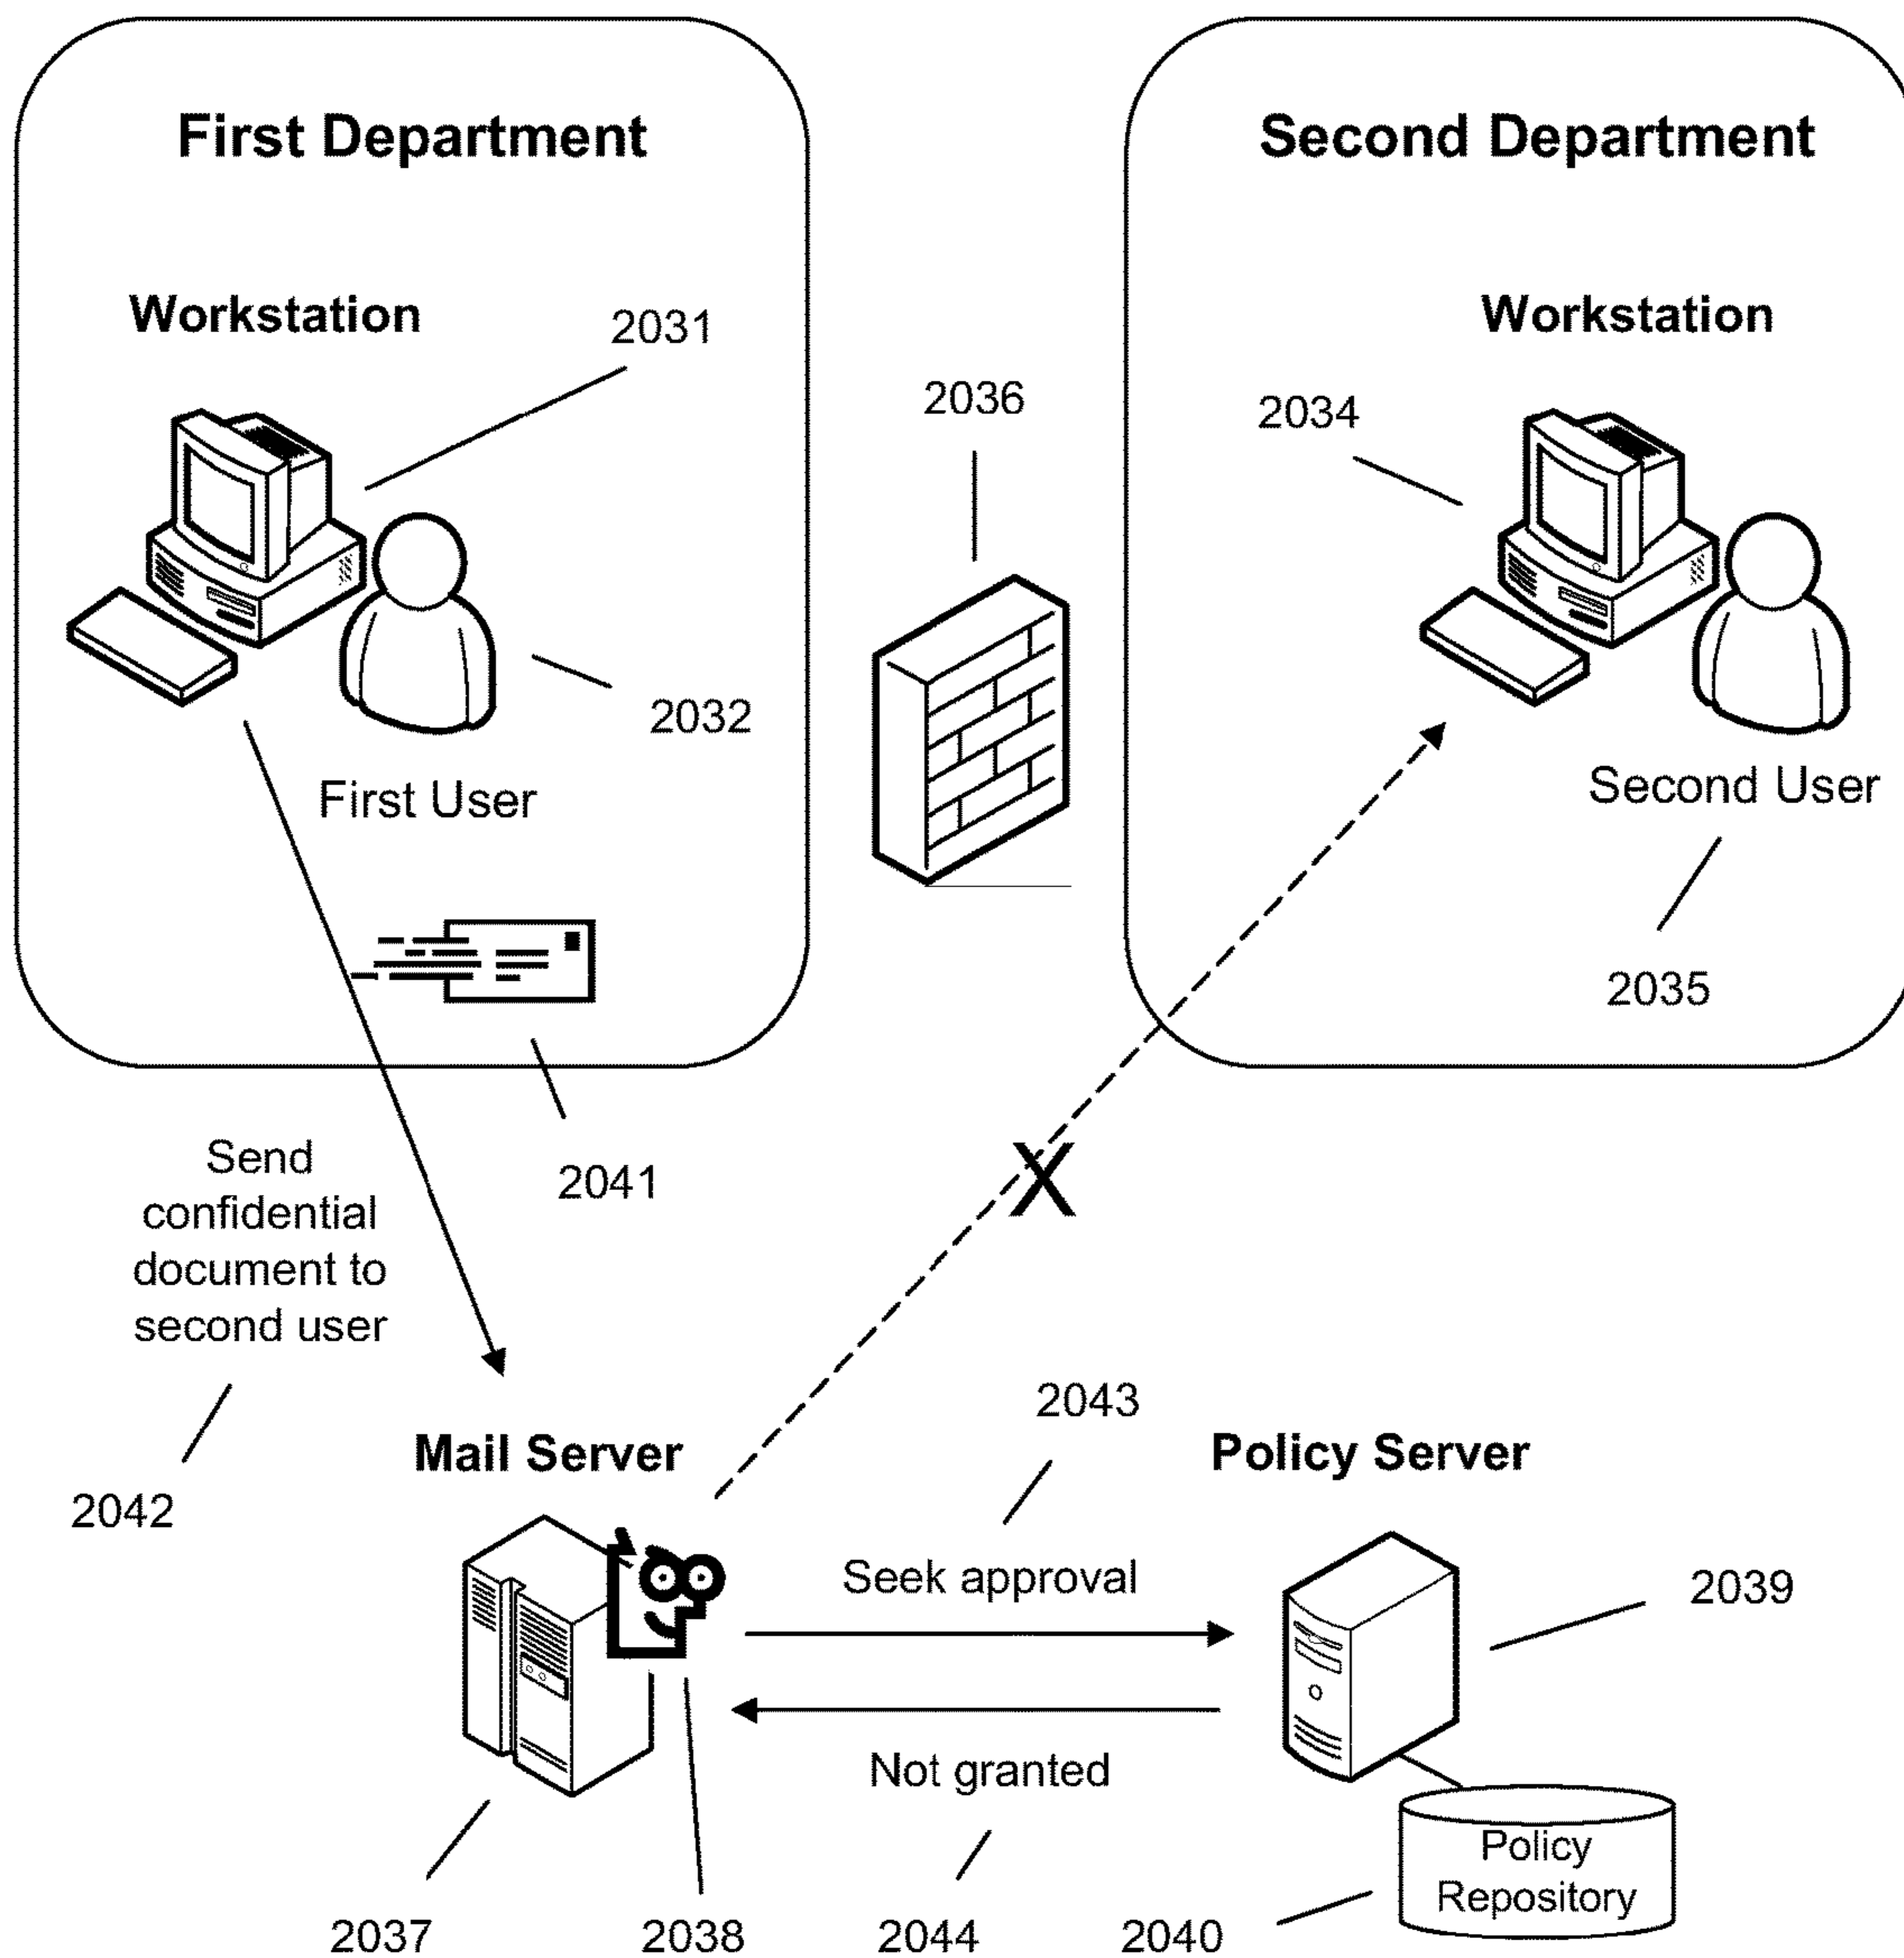 First Department
Second Department
Workstation
2031
Workstation
2036
2034
2032
First User
Second User
2035
2041
Send
confidential
document to
second user
X
2043
Mail Server
Policy Server
2042
Seek approval
2039
Not granted
Policy
Repository
2037
2038
2044
2040